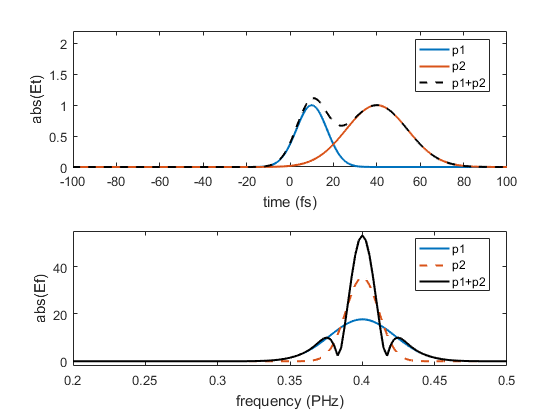 2
1.5
1
0.5
0
abs(Et)
p1
p2
p1+p2
-100 -80 -60 -40 -20 0 20 40 60 80 100
time (fs)
40
20
0
abs(Ef)
p1
p2
p1+p2
0.2 0.25 0.3 0.35 0.4 0.45 0.5
frequency (PHz)